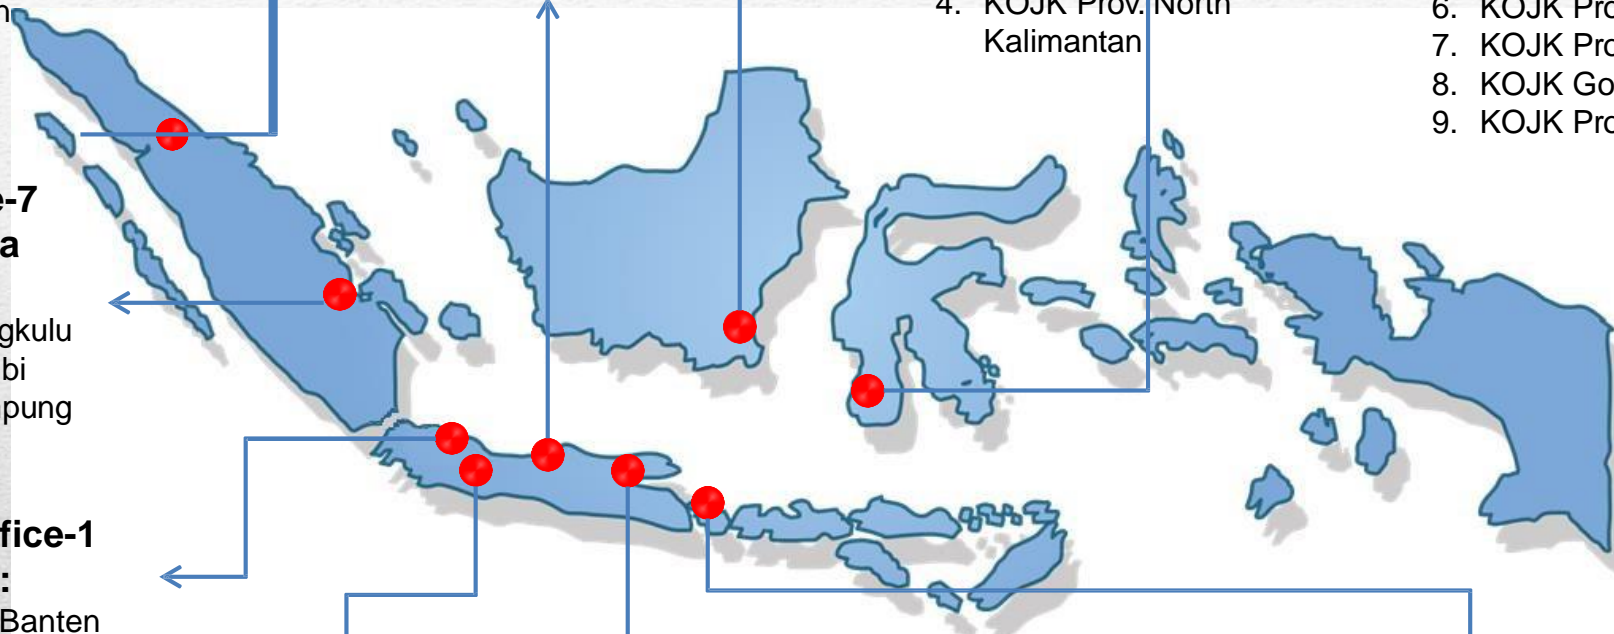 n
4. KOJK Prov. North
Kalimantan
6. KOJK Pro
7. KOJK Pro
8. KOJK Go
9. KOJK Pro
e-7
a
gkulu
bi
pung
fice-1
:
Banten